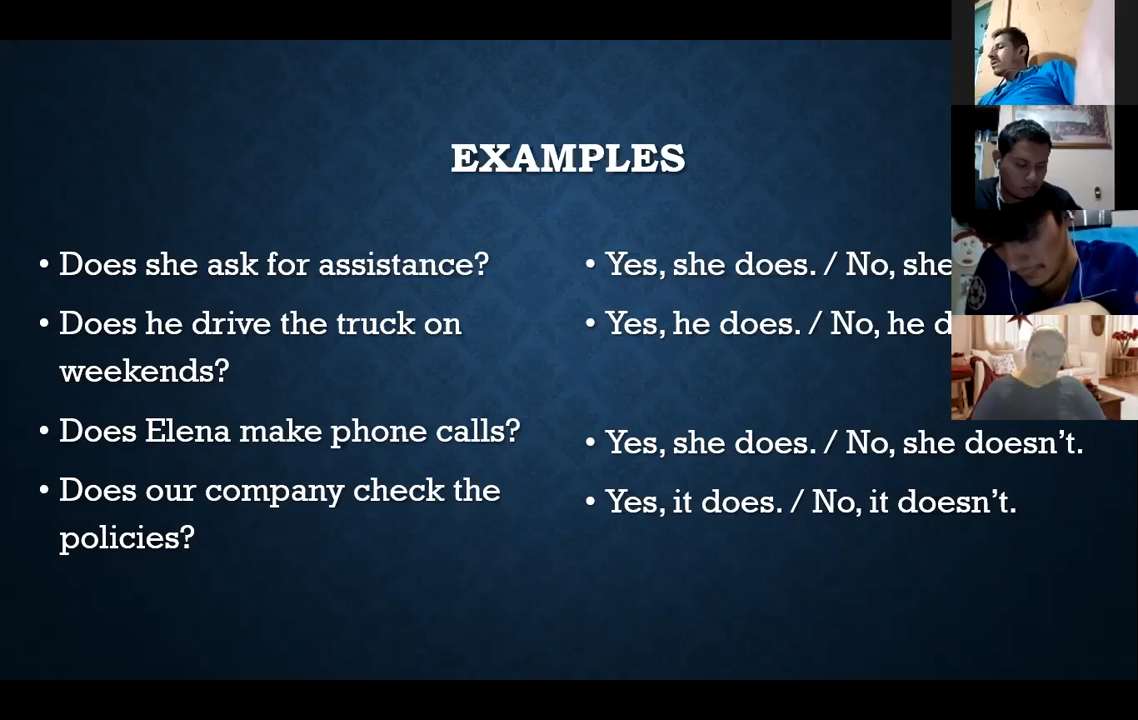 EXAMPLES
• Does she ask for assistance?
• Does he drive the truck on
weekends?
• Does Elena make phone calls?
• Does our company check the
policies?
• Yes, she does. / No, she
• Yes, he does. / No, he d
• Yes, she does. / No, she doesn't.
• Yes, it does. / No, it doesn't.